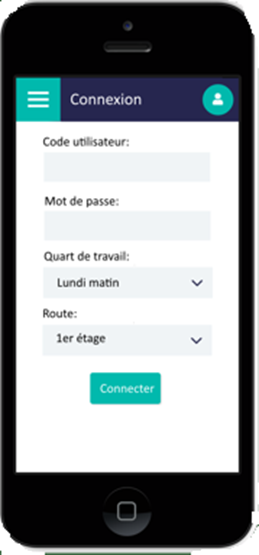 Connexion
Code utilisateur:
Mot de passe:
Quart de travail:
Lundi matin
Route:
1er étage
Connecter